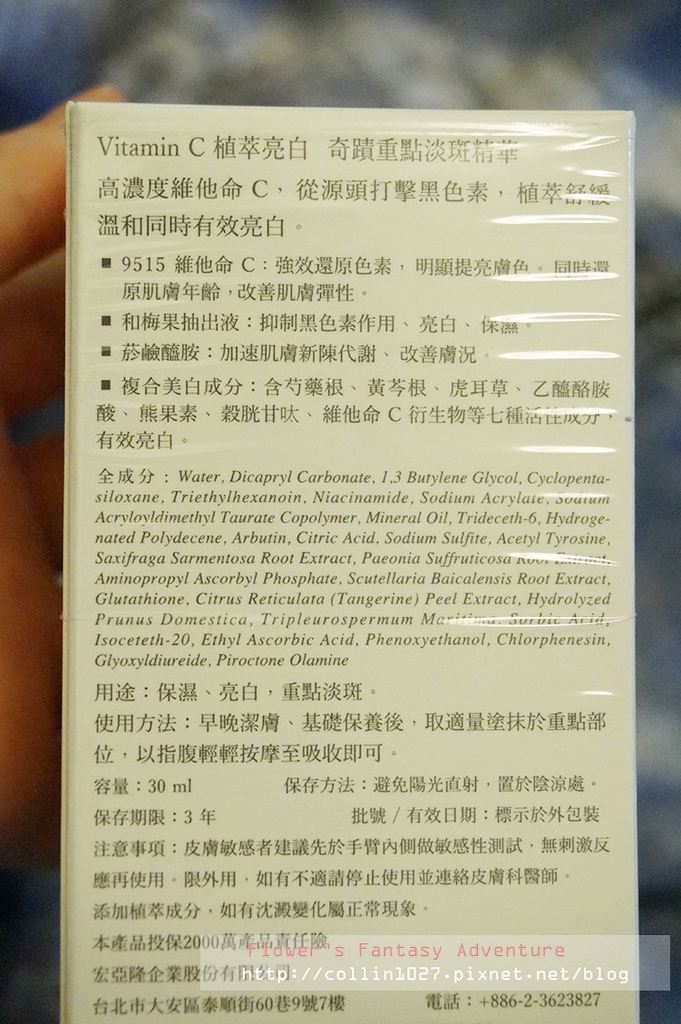 Vitamin C 植萃亮白 奇蹟重點淡斑精華
高濃度維他命 C，從源頭打擊黑色素，植萃舒緩
溫和同時有效亮白。
■ 9515 維他命 C：強效還原色素，明顯提亮膚色。同時還
原肌膚年齡，改善肌膚彈性。
■ 和梅果抽出液：抑制黑色素作用、亮白、保濕。
■ 菸鹼醯胺：加速肌膚新陳代謝、改善膚況。
■ 複合美白成分：含芍藥根、黃芩根、虎耳草、乙醯酪胺
酸、熊果素、穀胱甘呔、維他命 C 衍生物等七種活性成分，
有效亮白。
全成分：Water, Dicapryl Carbonate, 1,3 Butylene Glycol, Cyclopenta-
siloxane, Triethylhexanoin, Niacinamide, Sodium Acrylate, Sodium
Acryloyldimethyl Taurate Copolymer, Mineral Oil, Trideceth-6, Hydroge-
nated Polydecene, Arbutin, Citric Acid, Sodium Sulfite, Acetyl Tyrosine,
Saxifraga Sarmentosa Root Extract, Paeonia Suffruticosa Root Extract,
Aminopropyl Ascorbyl Phosphate, Scutellaria Baicalensis Root Extract,
Glutathione, Citrus Reticulata (Tangerine) Peel Extract, Hydrolyzed
Prunus Domestica, Tripleurospermum Maritima, Sorbic Acid,
Isoceteth-20, Ethyl Ascorbic Acid, Phenoxyethanol, Chlorphenesin,
Glyoxyldiureide, Piroctone Olamine
用途：保濕、亮白，重點淡斑。
使用方法：早晚潔膚、基礎保養後，取適量塗抹於重點部
位，以指腹輕輕按摩至吸收即可。
容量：30 ml 保存方法：避免陽光直射，置於陰涼處。
保存期限：3 年 批號 / 有效日期：標示於外包裝
注意事項：皮膚敏感者建議先於手臂內側做敏感性測試，無刺激反
應再使用。限外用，如有不適請停止使用並連絡皮膚科醫師。
添加植萃成分，如有沈澱變化屬正常現象。
本產品投保2000萬產品責任險
Flower's Fantasy Adventure
宏亞隆企業股份有限公司
http://collin1027.pixnet.net/blog
台北市大安區泰順街60巷9號7樓 電話：+886-2-3623827